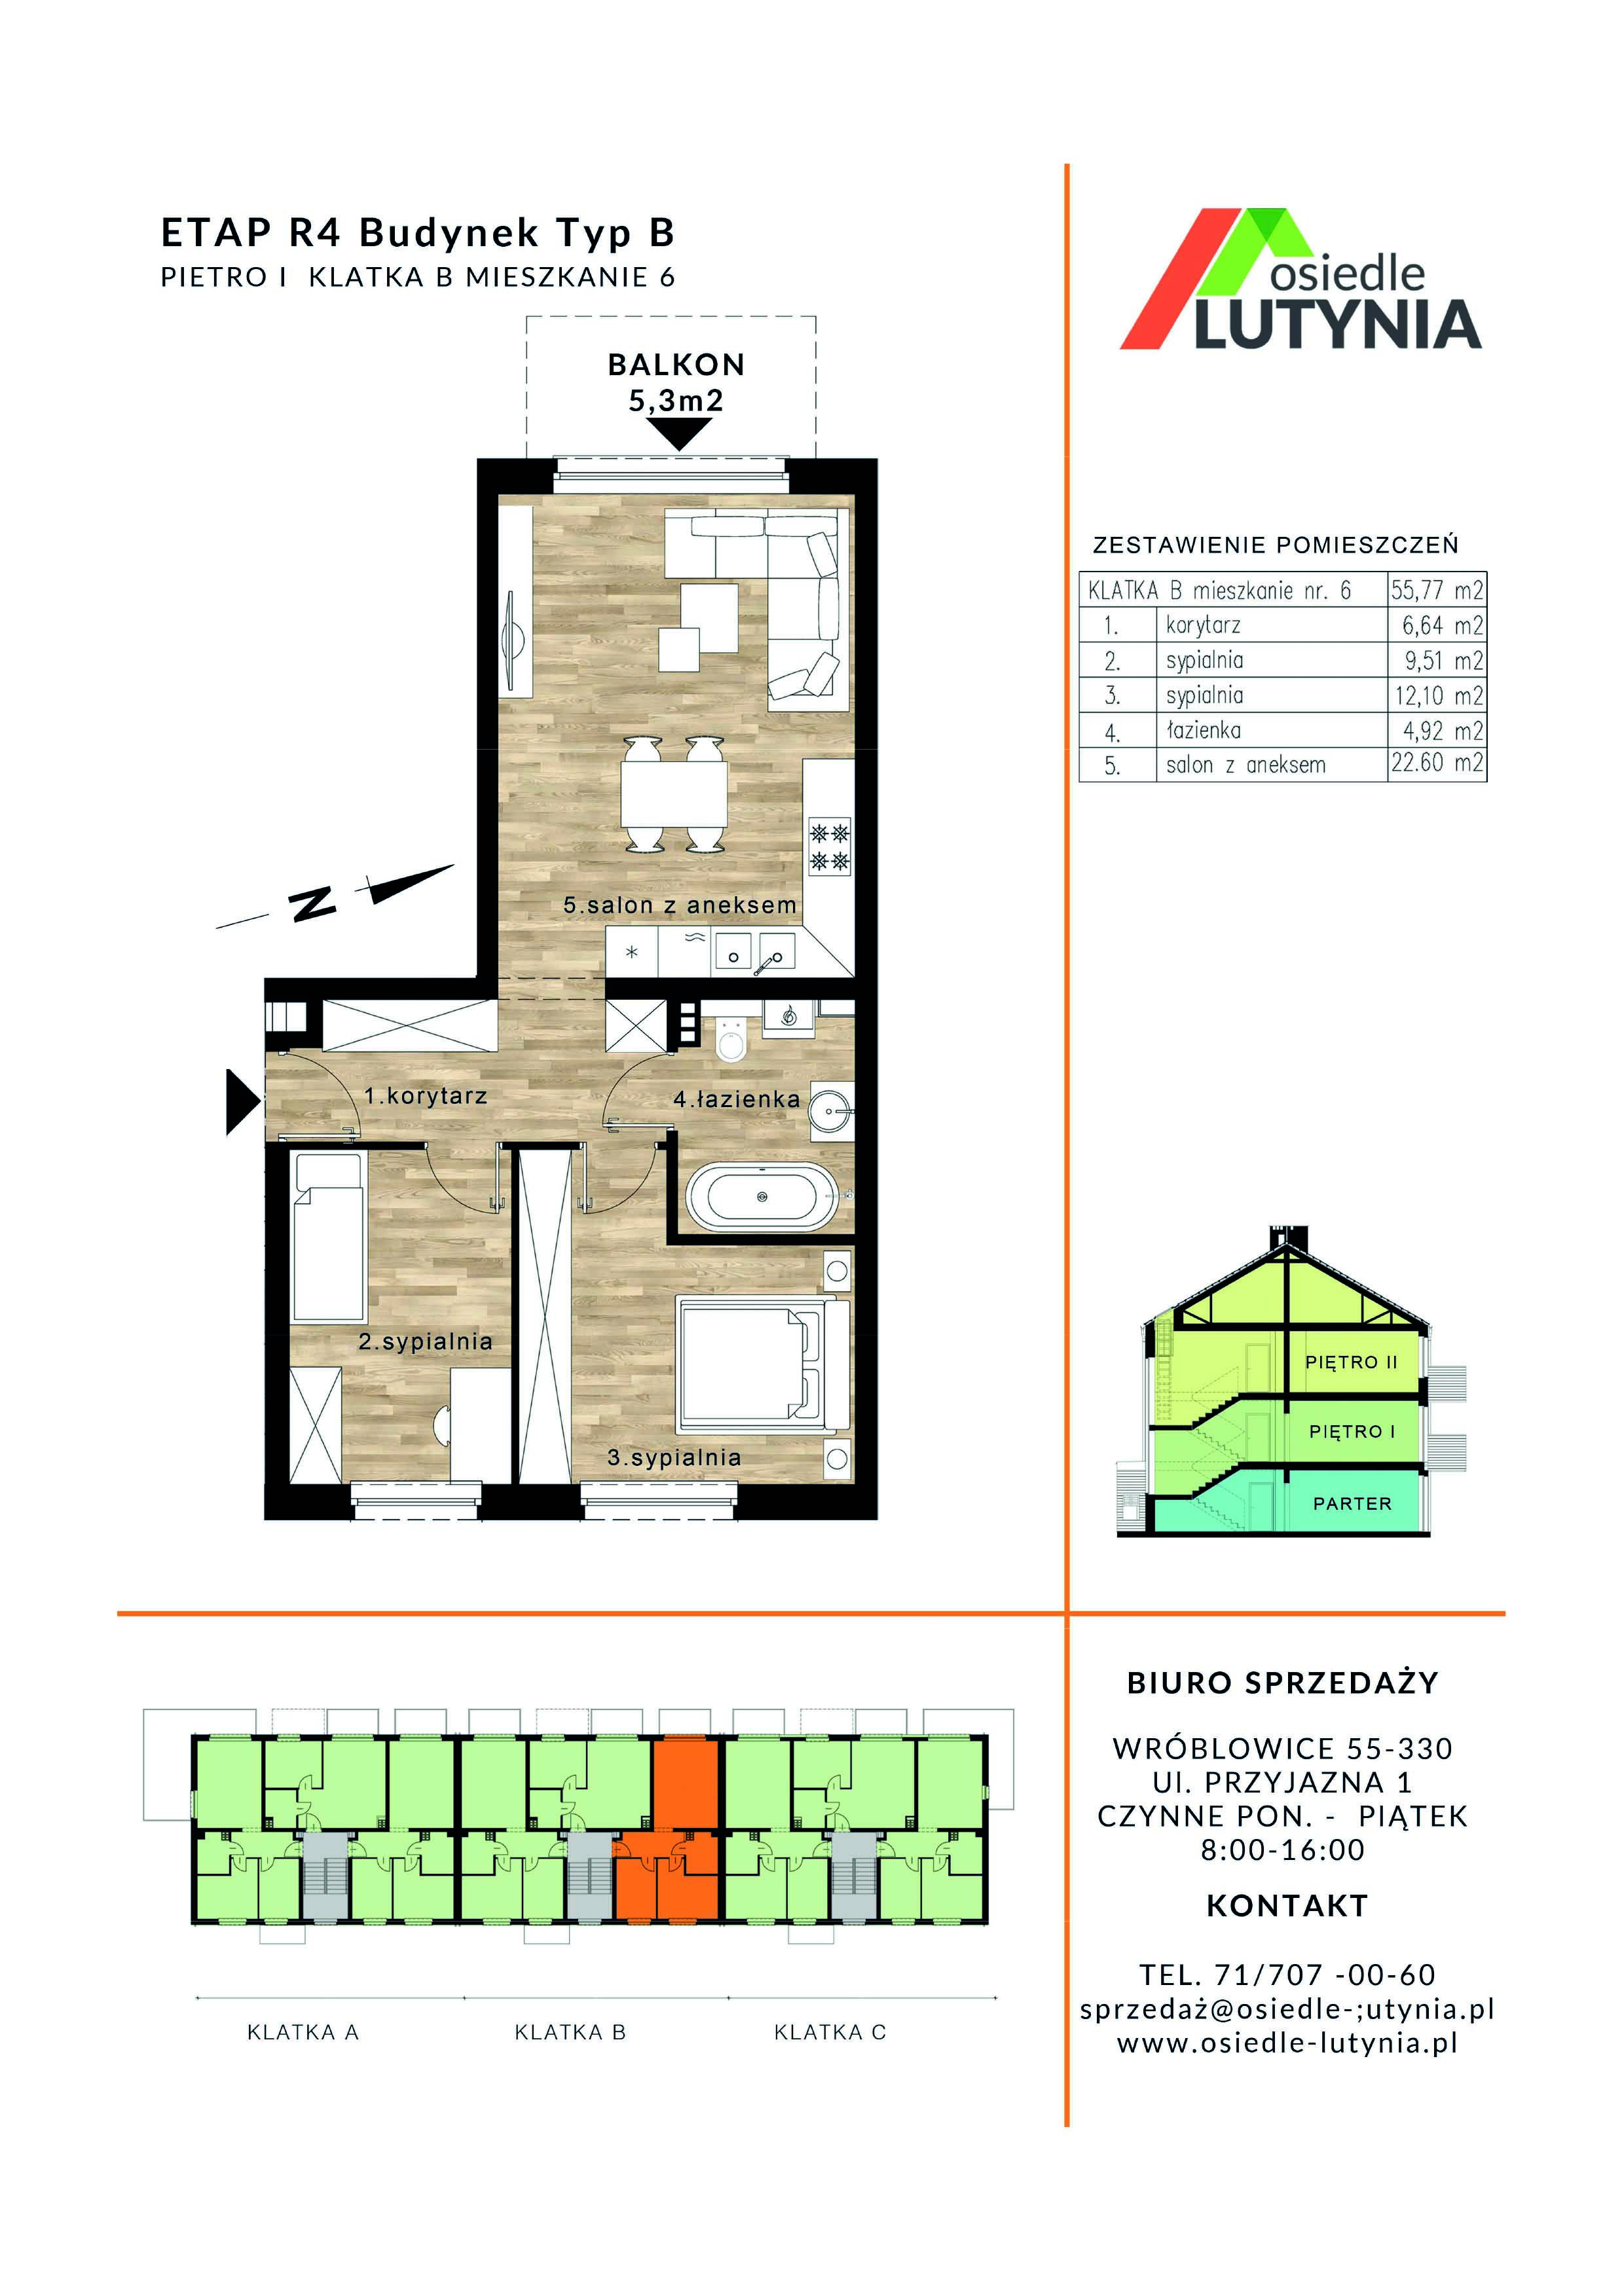 ETAP R4 Budynek Typ B
PIETRO I KLATKA B MIESZKANIE 6
osiedle
LUTYNIA
BALKON
5,3m2
ZESTAWIENIE POMIESZCZEŃ
KLATKA B mieszkanie nr. 6 55,77 m2
1. korytarz 6,64 m2
2. sypialnia 9,51 m2
3. sypialnia 12,10 m2
4. łazienka 4,92 m2
5. salon z aneksem 22.60 m2
N
5.salon z aneksem
1.korytarz
4.łazienka
2.sypialnia
3.sypialnia
PIĘTRO II
PIĘTRO I
PARTER
KLATKA A
KLATKA B
KLATKA C
BIURO SPRZEDAŻY
WRÓBLOWICE 55-330
Ul. PRZYJAZNA 1
CZYNNE PON. - PIĄTEK
8:00-16:00
KONTAKT
TEL. 71/707 -00-60
sprzedaż@osiedle-;utynia.pl
www.osiedle-lutynia.pl